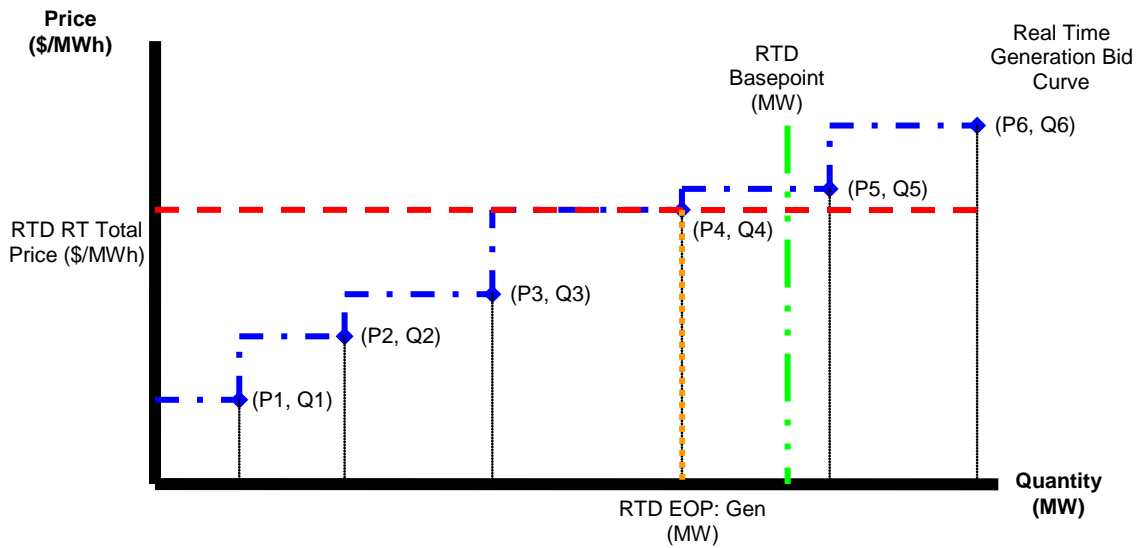 Price
($/MWh)
Real Time
Generation Bid
Curve
RTD
Basepoint
(MW)
(P6, Q6)
(P5, Q5)
RTD RT Total
Price ($/MWh)
(P4, Q4)
(P3, Q3)
(P2, Q2)
(P1, Q1)
Quantity
(MW)
RTD EOP: Gen
(MW)